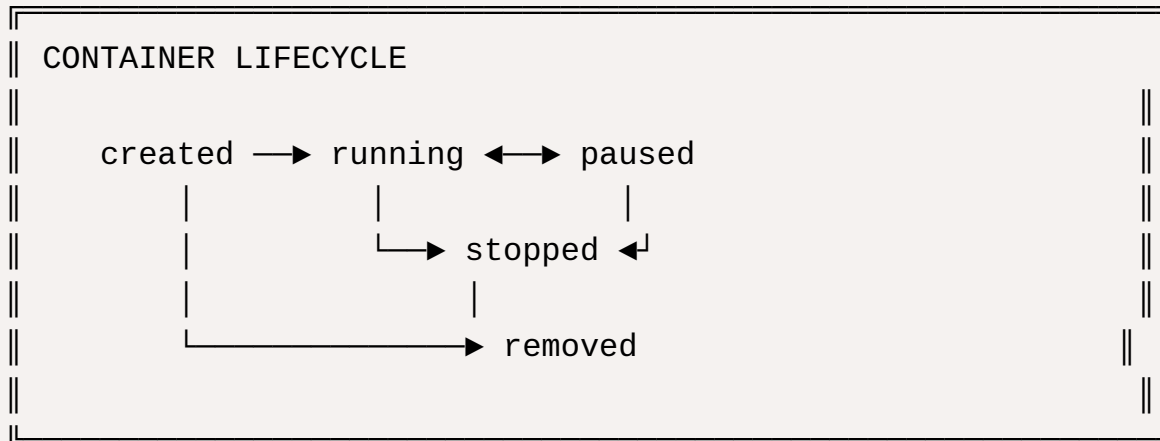 CONTAINER LIFECYCLE
created ──► running ◄──► paused
└──► stopped ◄┘
└──────────────► removed